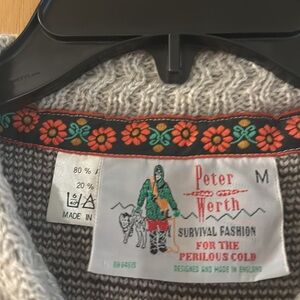 80 %
20 %
MADE IN
Peter
Werth
M
SURVIVAL FASHION
FOR THE
PERILOUS COLD
DESIGNED AND MADE IN ENGLAND